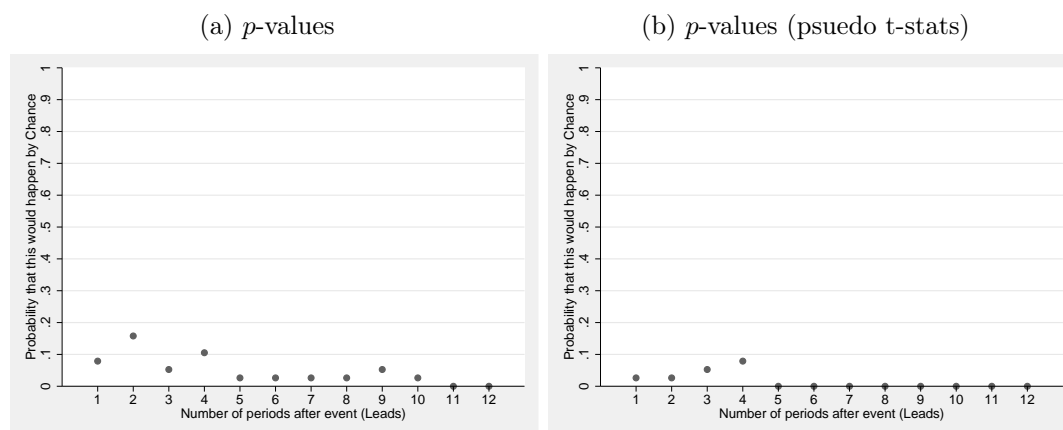 (a) p-values
Probability that this would happen by Chance
1
.9
.8
.7
.6
.5
.4
.3
.2
.1
0
1 2 3 4 5 6 7 8 9 10 11 12
Number of periods after event (Leads)
(b) p-values (psuedo t-stats)
Probability that this would happen by Chance
1
.9
.8
.7
.6
.5
.4
.3
.2
.1
0
1 2 3 4 5 6 7 8 9 10 11 12
Number of periods after event (Leads)